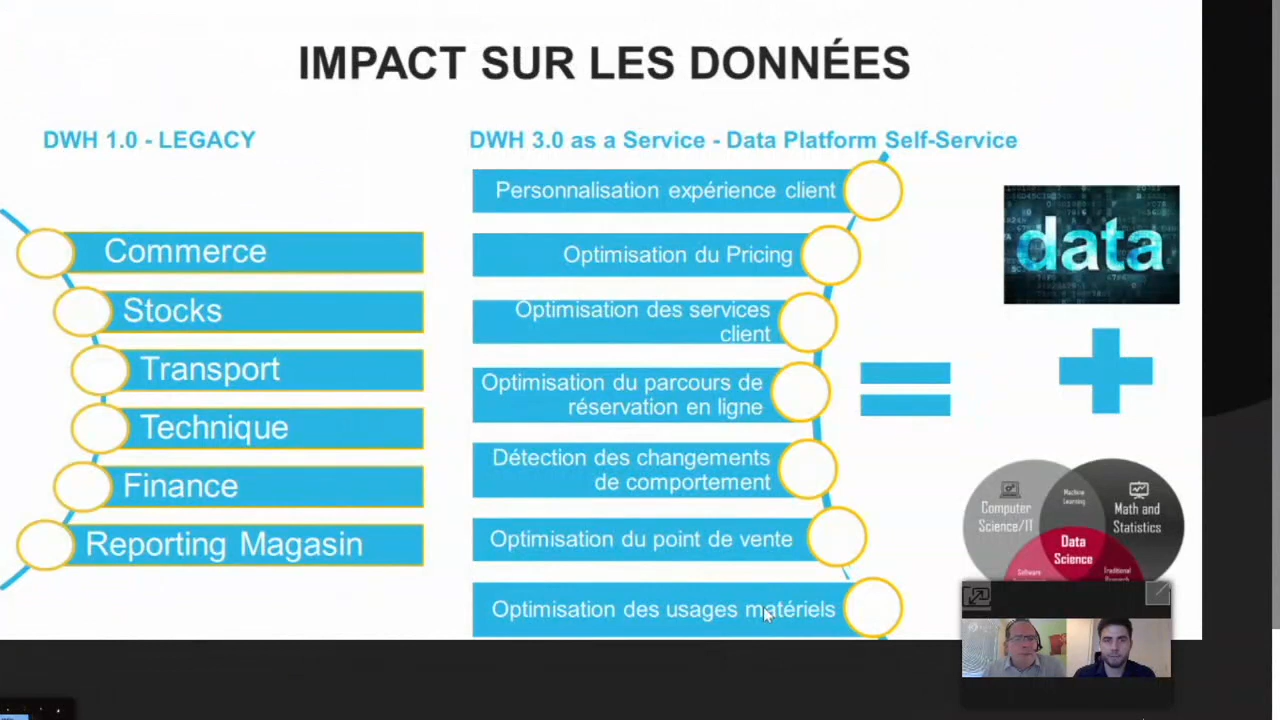 IMPACT SUR LES DONNÉES
DWH 1.0 - LEGACY
Commerce
Stocks
Transport
Technique
Finance
Reporting Magasin
DWH 3.0 as a Service - Data Platform Self-Service
Personnalisation expérience client
Optimisation du Pricing
Optimisation des services
client
Optimisation du parcours de
réservation en ligne
Détection des changements
de comportement
Optimisation du point de vente
Optimisation des usages matériels
data
Computer
Science/IT
Machine
Learning
Math and
Statistics
Data
Science
Software
Traditional